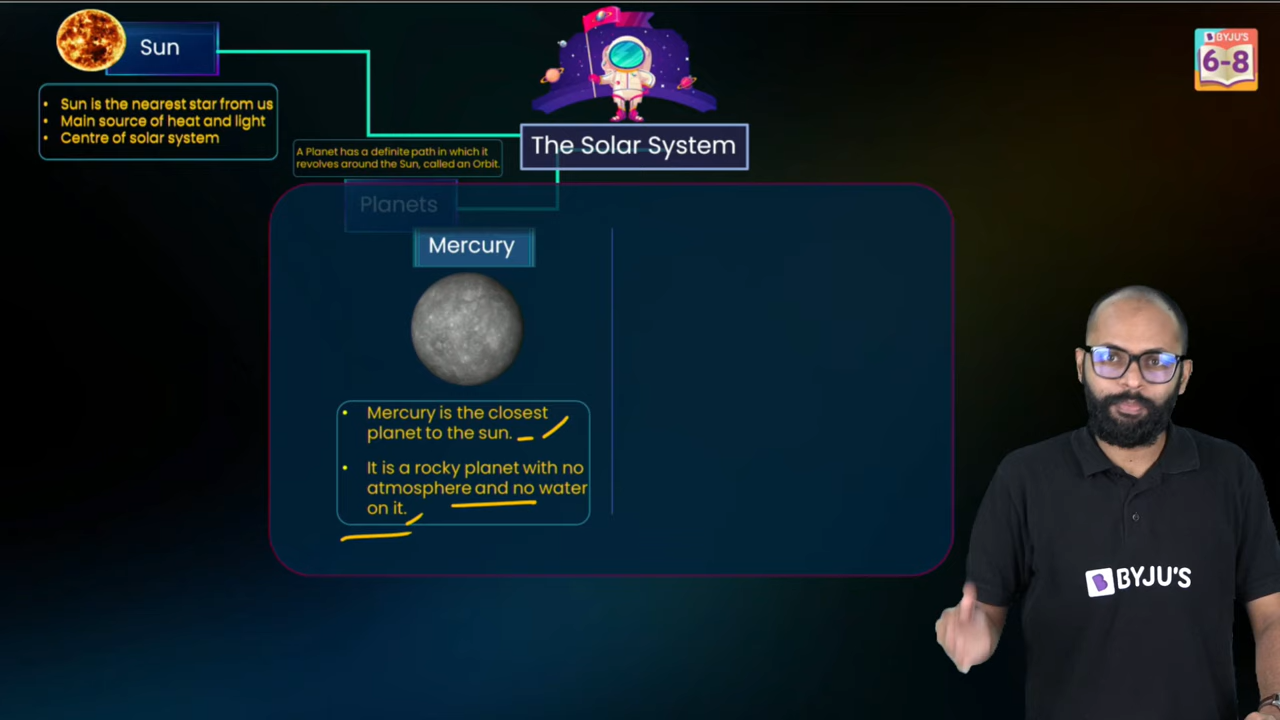 Sun
• Sun is the nearest star from us
• Main source of heat and light
• Centre of solar system
The Solar System
A Planet has a definite path in which it
revolves around the Sun, called an Orbit.
Planets
Mercury
• Mercury is the closest
planet to the sun.
• It is a rocky planet with no
atmosphere and no water
on it.
BYJU'S
6-8
BYJU'S